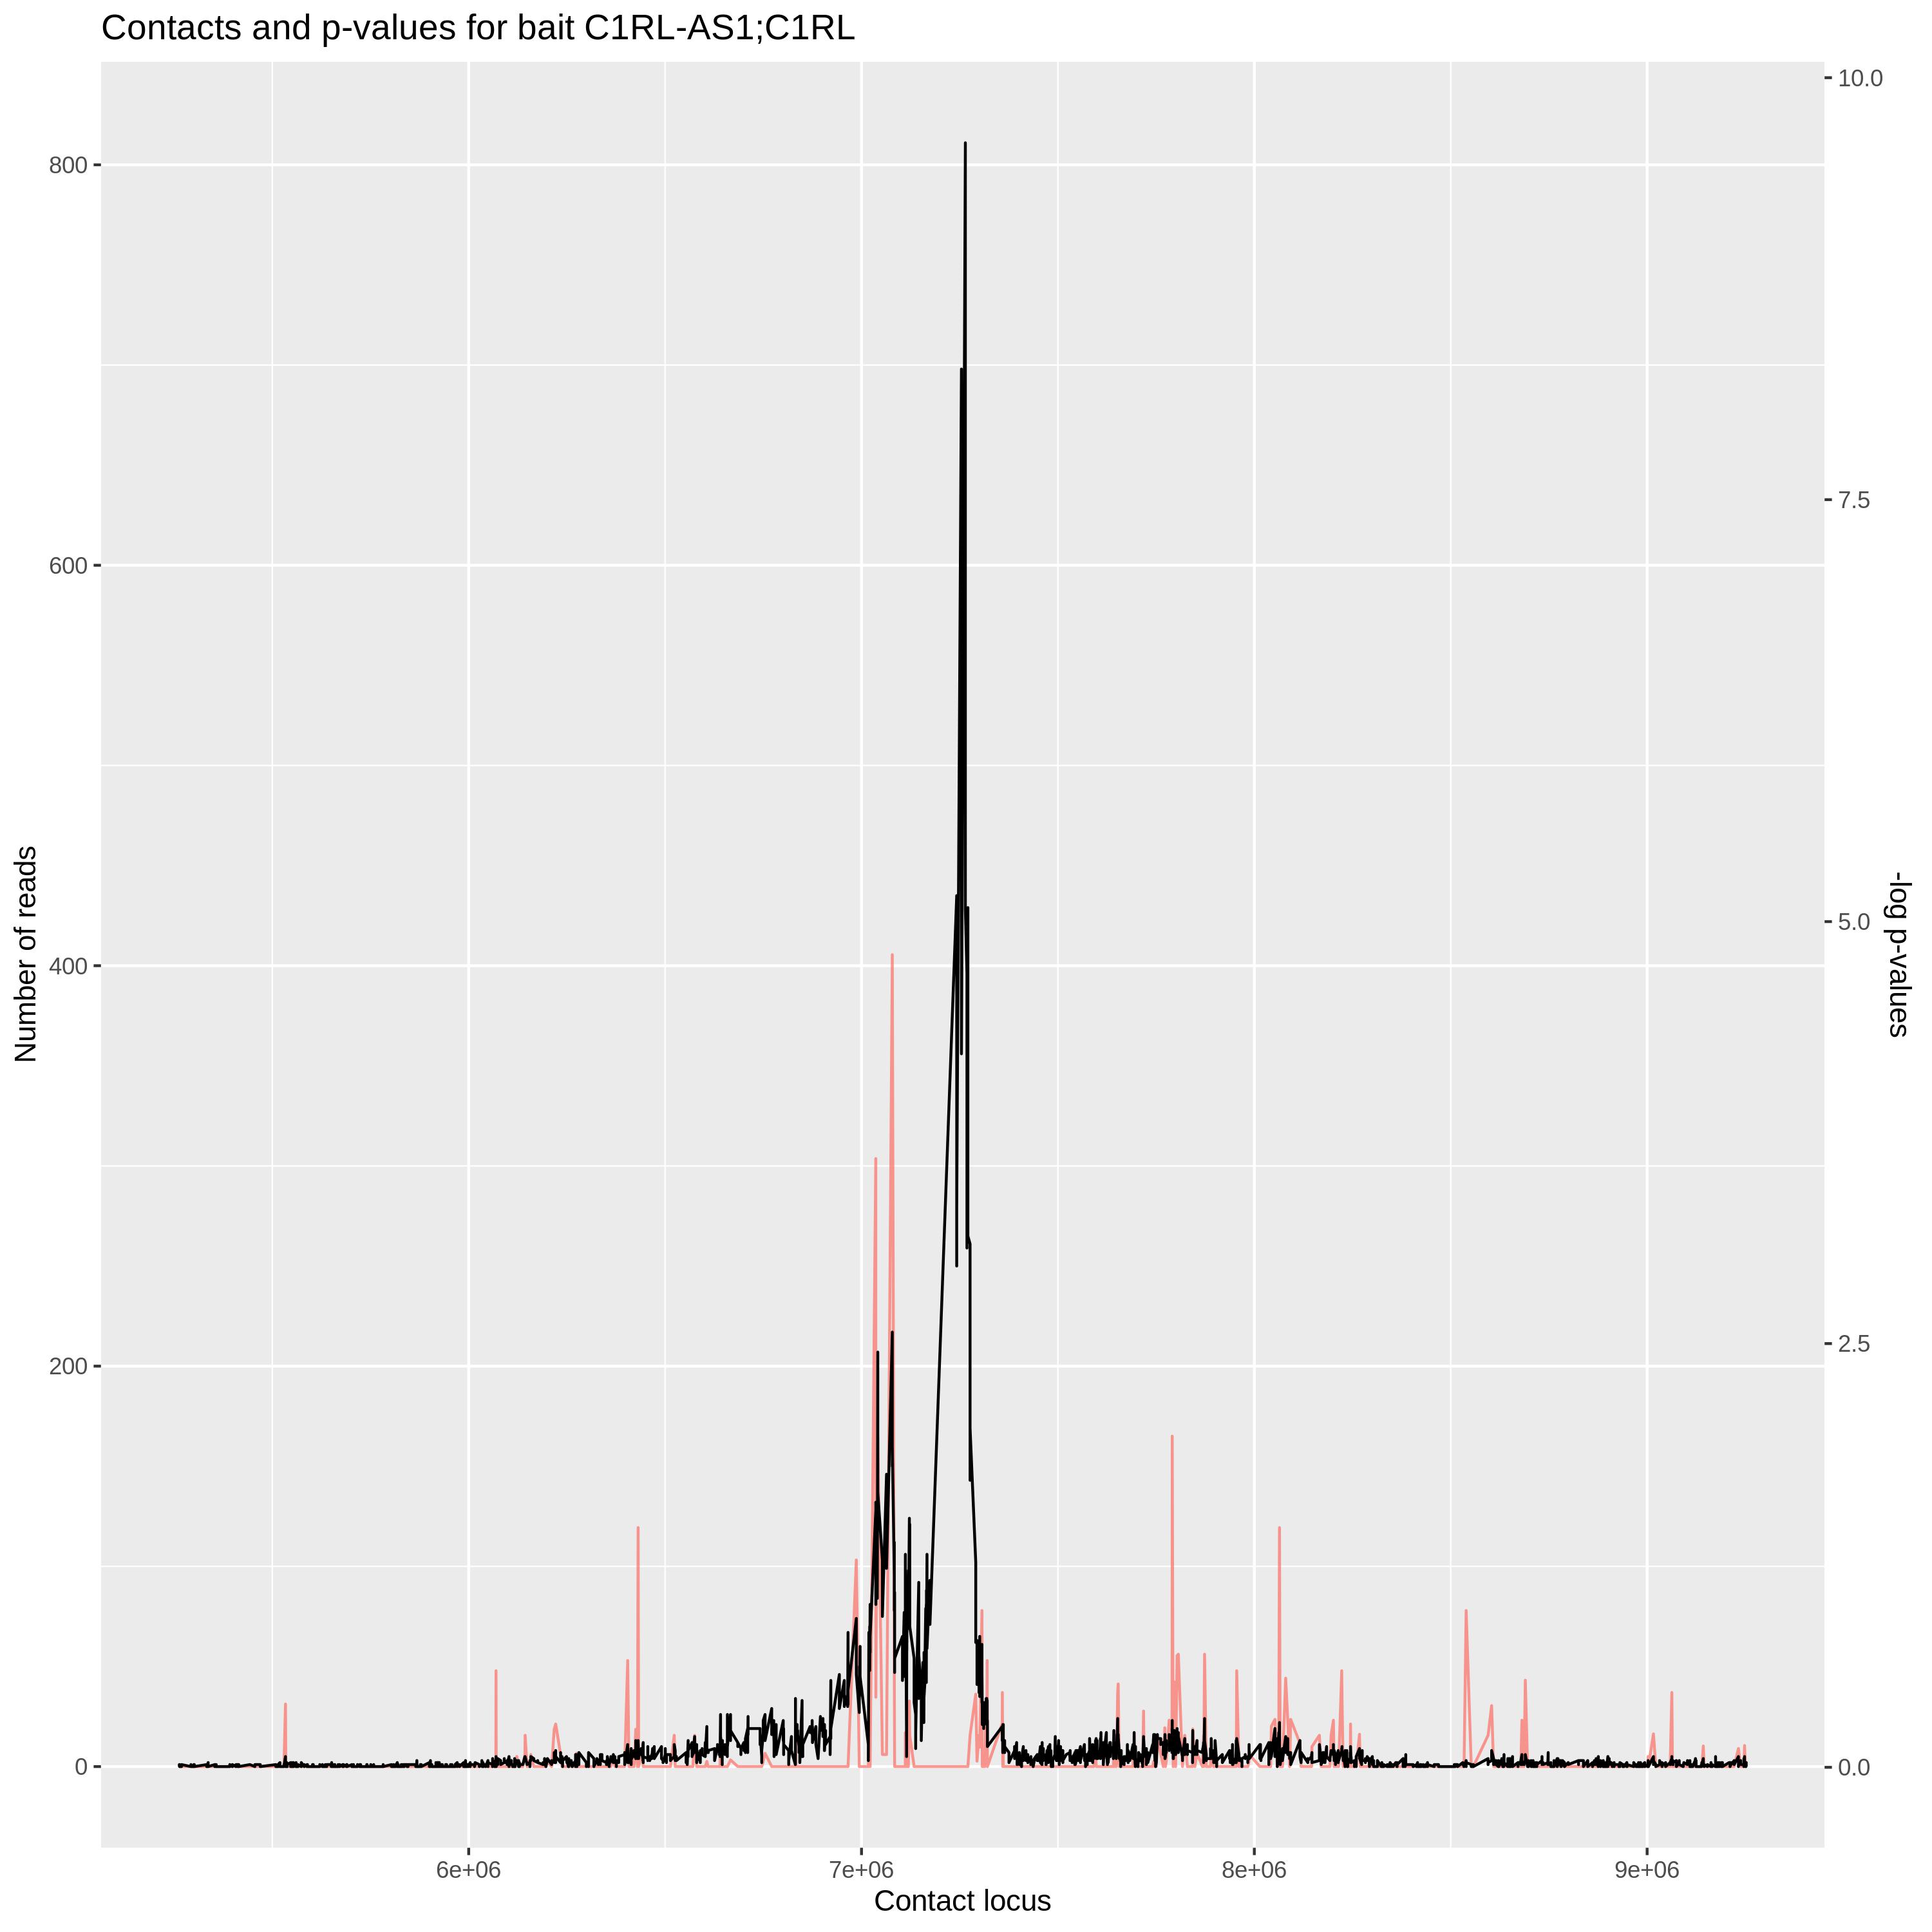 Contacts and p-values for bait C1RL-AS1;C1RL
Number of reads
800
600
400
200
0
10.0
7.5
5.0
2.5
0.0
-log p-values
6e+06 7e+06 8e+06 9e+06
Contact locus